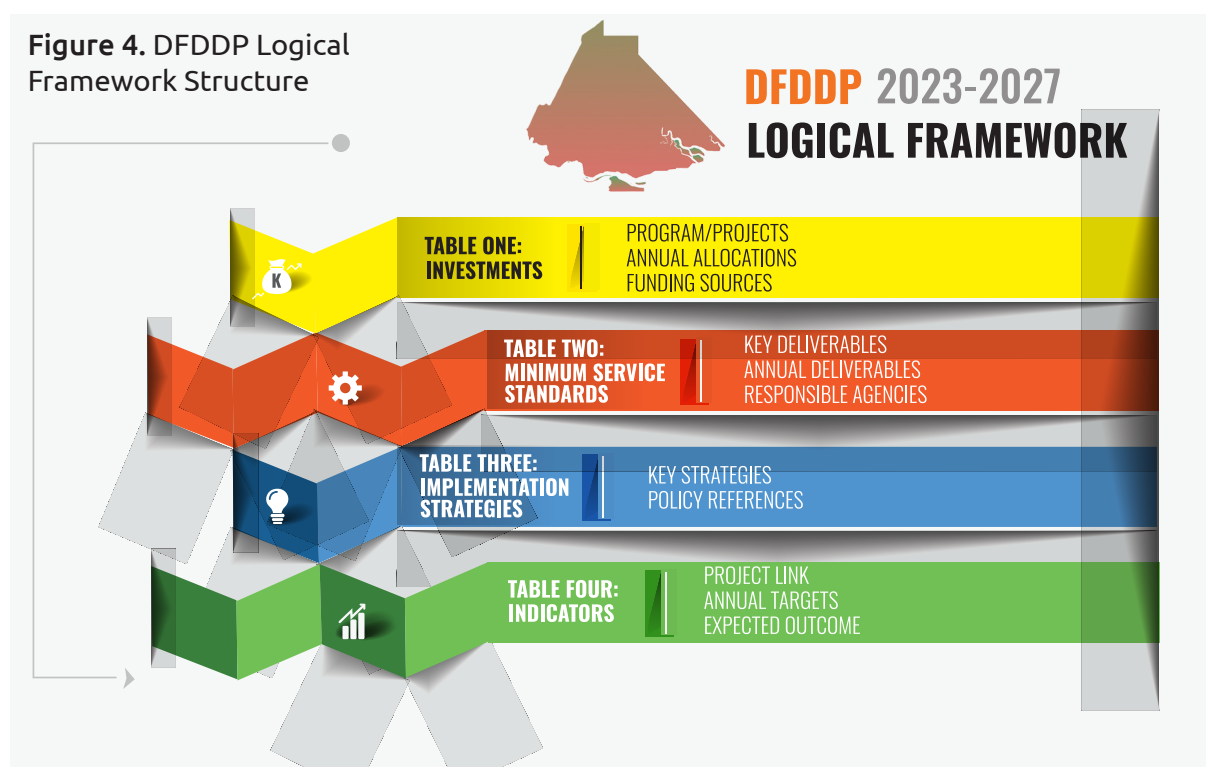 Figure 4. DFDDP Logical
Framework Structure
DFDDP 2023-2027
LOGICAL FRAMEWORK
K
TABLE ONE:
INVESTMENTS
PROGRAM/PROJECTS
ANNUAL ALLOCATIONS
FUNDING SOURCES
TABLE TWO:
MINIMUM SERVICE
STANDARDS
KEY DELIVERABLES
ANNUAL DELIVERABLES
RESPONSIBLE AGENCIES
TABLE THREE:
IMPLEMENTATION
STRATEGIES
KEY STRATEGIES
POLICY REFERENCES
TABLE FOUR:
INDICATORS
PROJECT LINK
ANNUAL TARGETS
EXPECTED OUTCOME